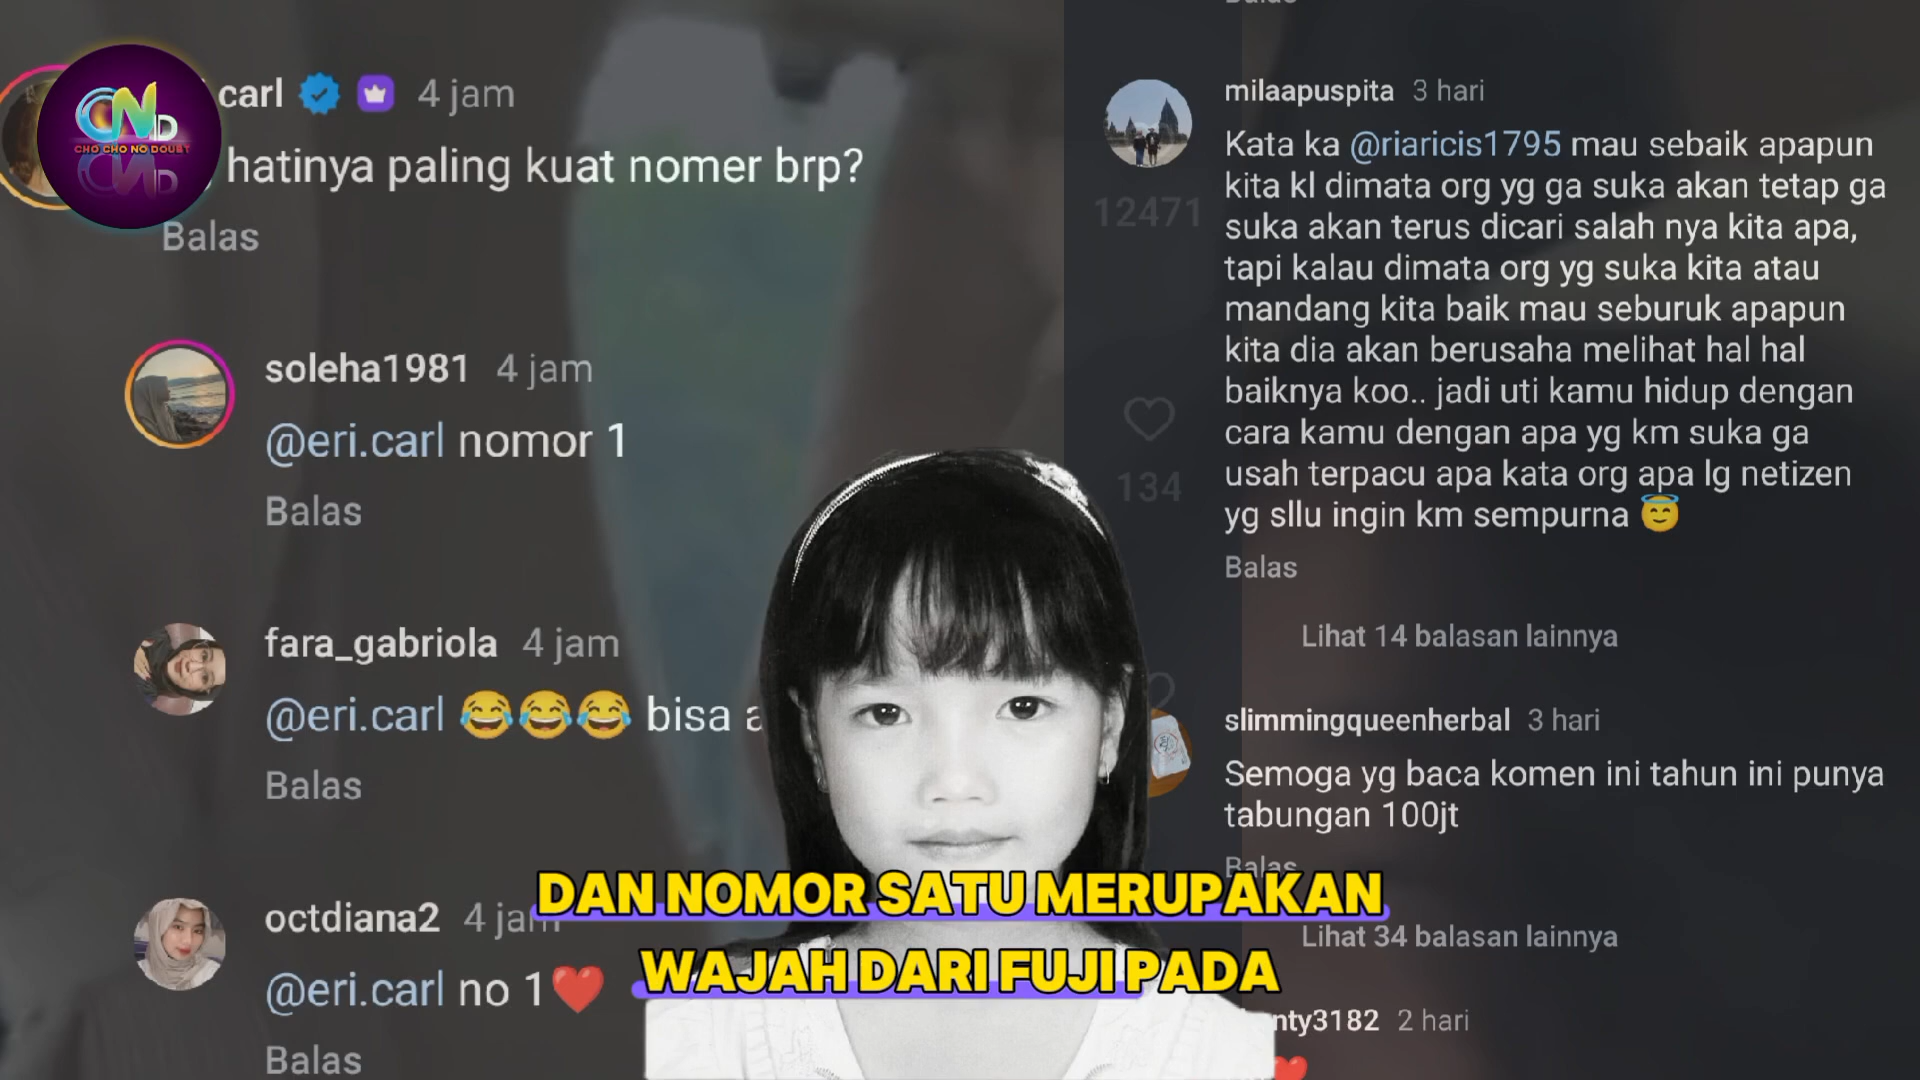 CND
CHO CHO NO DOUBT
carl 4 jam
hatinya paling kuat nomer brp?
Balas
soleha1981 4 jam
@eri.carl nomor 1
Balas
fara_gabriola 4 jam
@eri.carl 😂😂😂 bisa a
Balas
octdiana2 4 jam
@eri.carl no 1❤️
Balas
Balas
milaapuspita 3 hari
Kata ka @riaricis1795 mau sebaik apapun
kita kl dimata org yg ga suka akan tetap ga
suka akan terus dicari salah nya kita apa,
tapi kalau dimata org yg suka kita atau
mandang kita baik mau seburuk apapun
kita dia akan berusaha melihat hal hal
baiknya koo.. jadi uti kamu hidup dengan
cara kamu dengan apa yg km suka ga
usah terpacu apa kata org apa lg netizen
yg sllu ingin km sempurna 😇
12471
134
Balas
Lihat 14 balasan lainnya
slimmingqueenherbal 3 hari
Semoga yg baca komen ini tahun ini punya
tabungan 100jt
Balas
Lihat 34 balasan lainnya
nty3182 2 hari
❤️
DAN NOMOR SATU MERUPAKAN
WAJAH DARI FUJI PADA